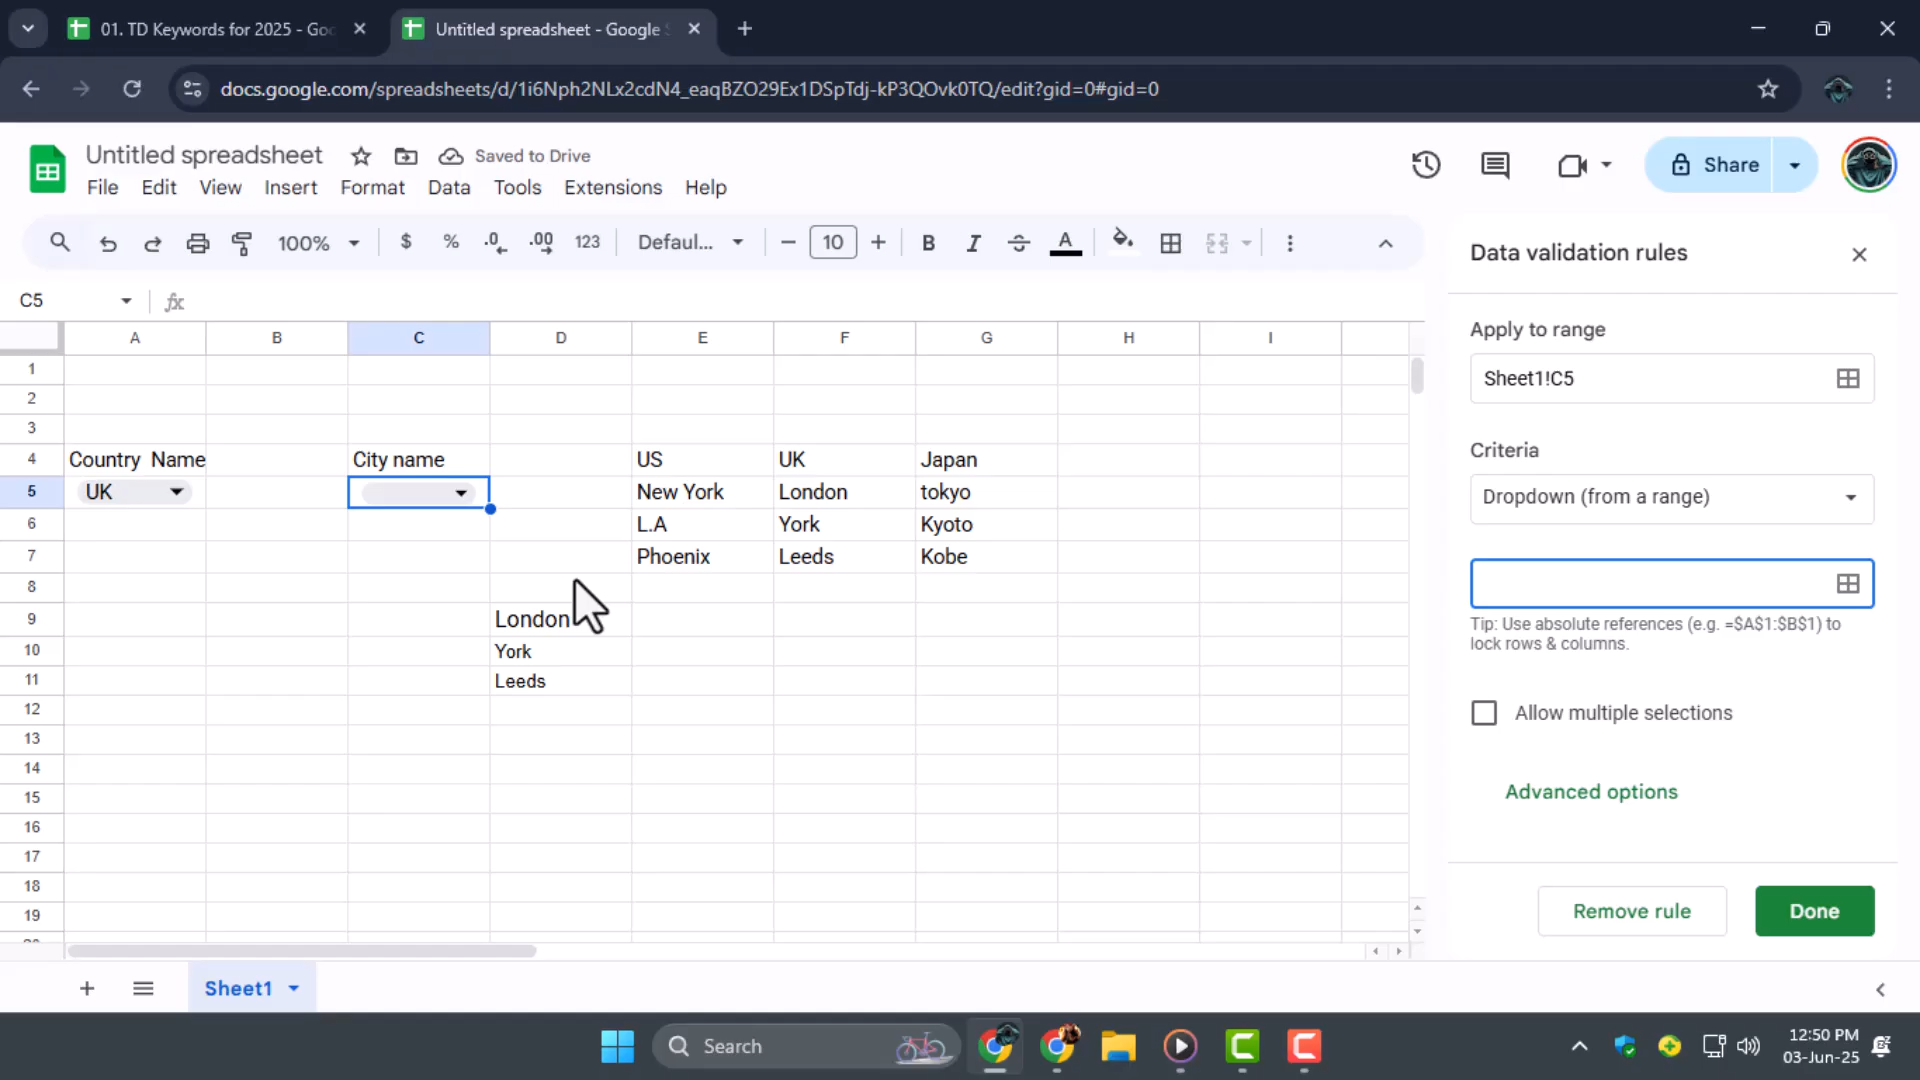 01. TD Keywords for 2025 - Goo
Untitled spreadsheet - Google S
docs.google.com/spreadsheets/d/1i6Nph2NLx2cdN4_eaqBZO29Ex1DSpTdj-kP3QOvk0TQ/edit?gid=0#gid=0
Untitled spreadsheet
Saved to Drive
File Edit View Insert Format Data Tools Extensions Help
Share
100% $ % .0 .00 123 Defaul... 10 B I S A
C5 fx
A B C D E F G H I
1
2
3
4 Country Name City name US UK Japan
5 UK New York London tokyo
6 L.A York Kyoto
7 Phoenix Leeds Kobe
8
9 London
10 York
11 Leeds
12
13
14
15
16
17
18
19
Data validation rules
Apply to range
Sheet1!C5
Criteria
Dropdown (from a range)
Tip: Use absolute references (e.g. =$A$1:$B$1) to
lock rows & columns.
Allow multiple selections
Advanced options
Remove rule Done
Sheet1
Search
12:50 PM
03-Jun-25